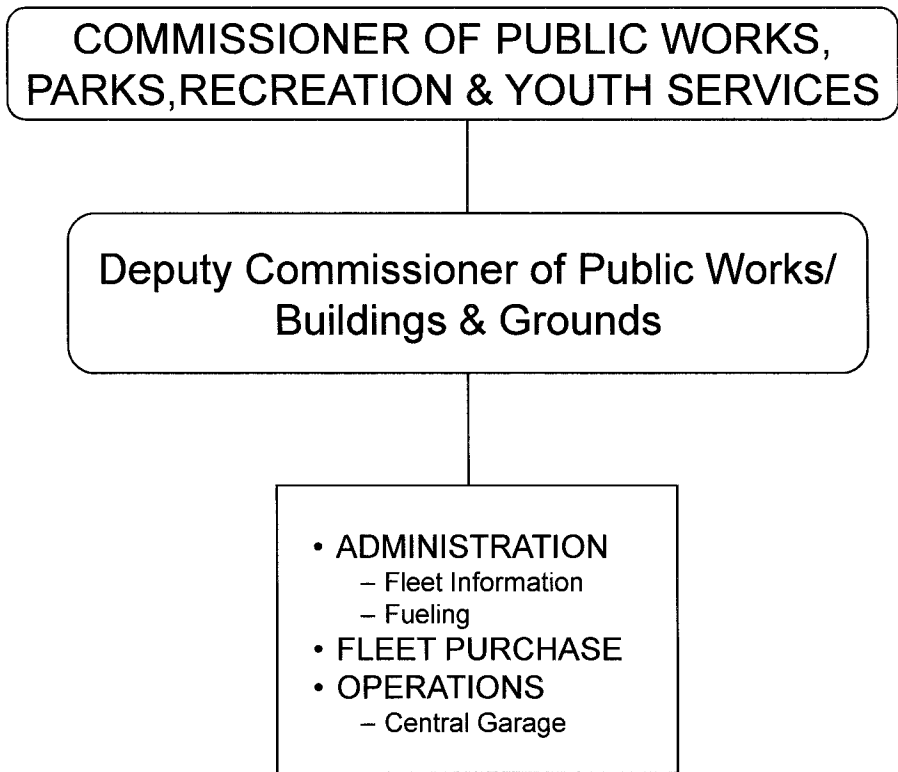 COMMISSIONER OF PUBLIC WORKS,
PARKS,RECREATION & YOUTH SERVICES
Deputy Commissioner of Public Works/
Buildings & Grounds
• ADMINISTRATION
– Fleet Information
– Fueling
• FLEET PURCHASE
• OPERATIONS
– Central Garage